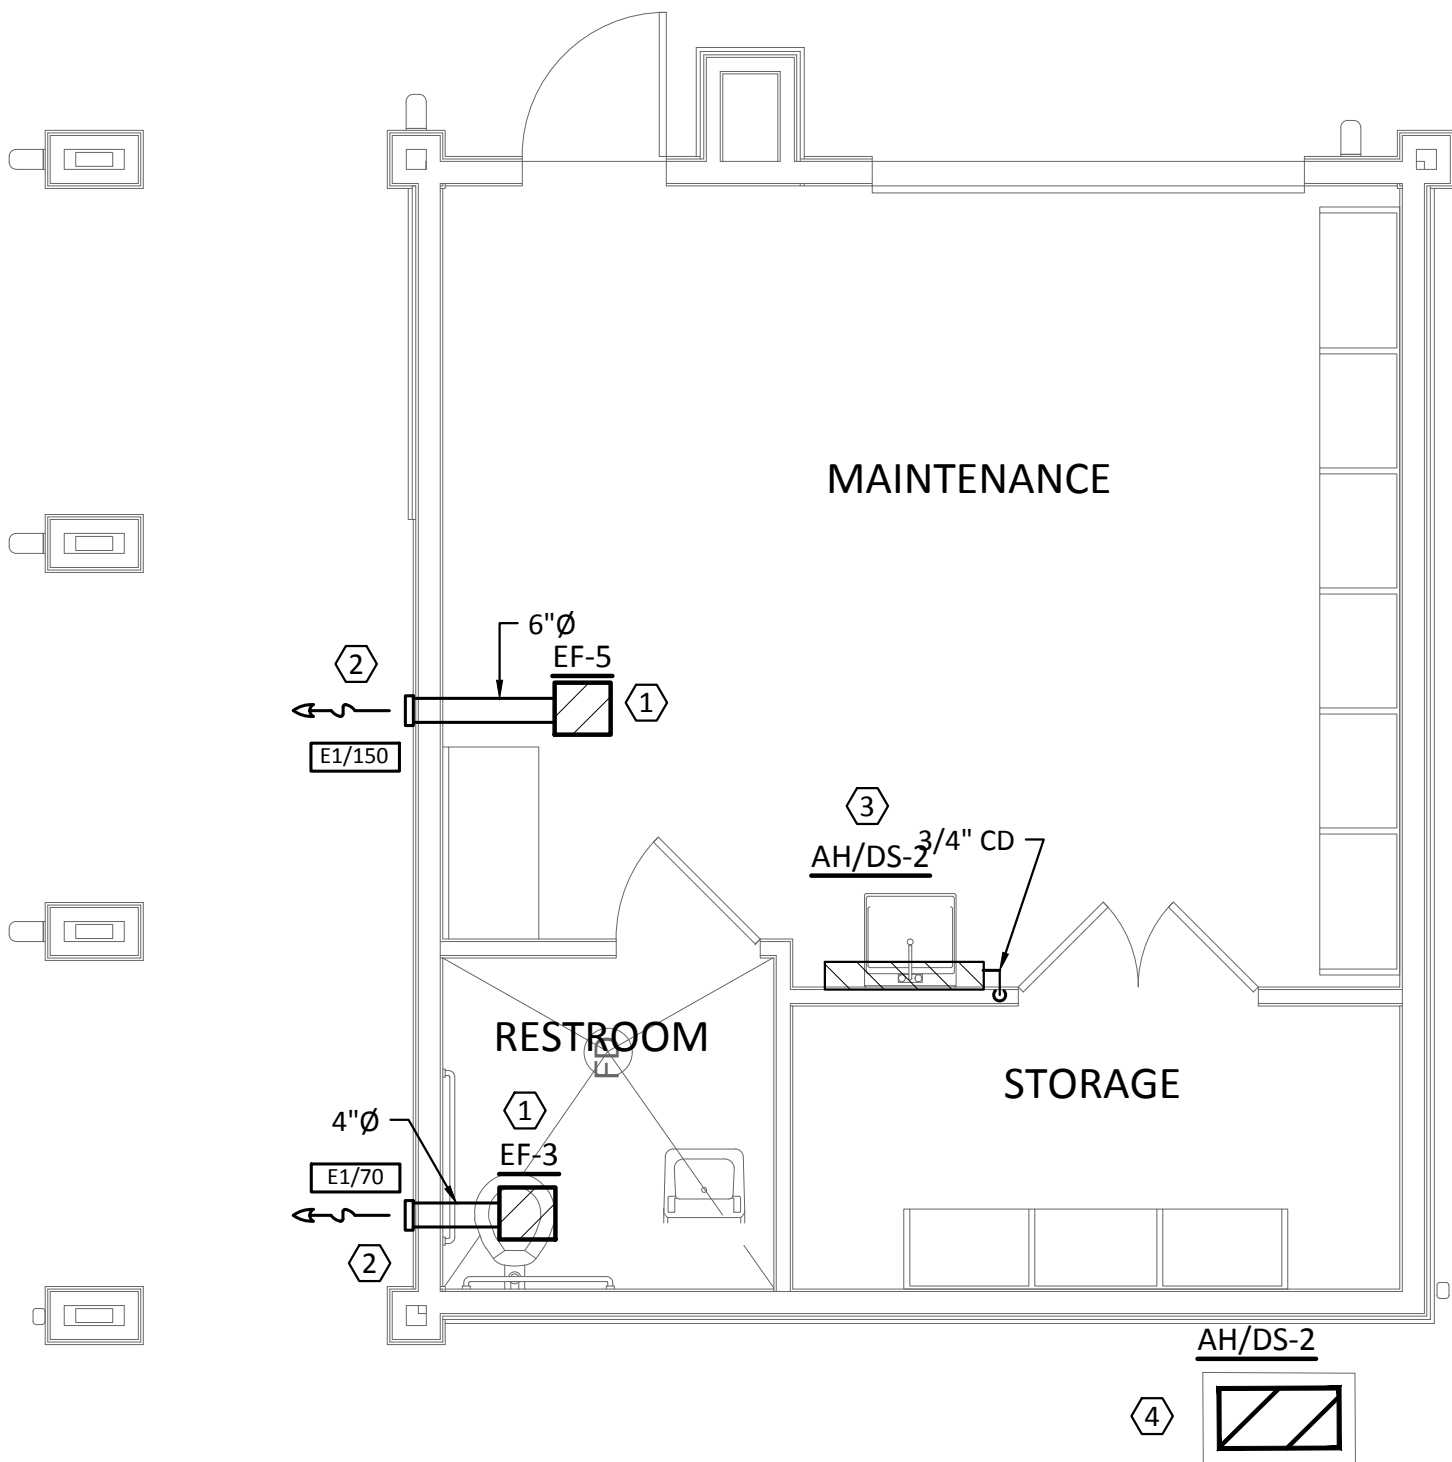 MAINTENANCE
6"Ø
EF-5
2
1
E1/150
3
3/4" CD
AH/DS-2
RESTROOM
FD
STORAGE
1
4"Ø
EF-3
E1/70
2
AH/DS-2
4